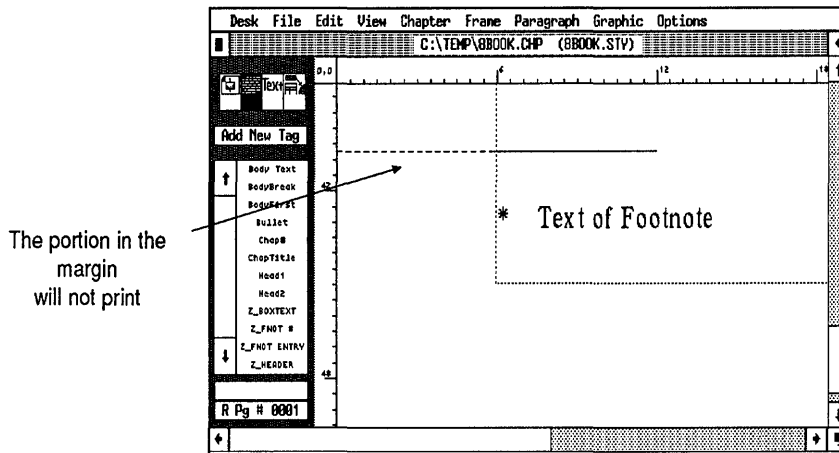 Desk File Edit View Chapter Frame Paragraph Graphic Options
C:\TEMP\8BOOK.CHP (8BOOK.STY)
0,0 6 12 18
Text
Add New Tag
Body Text
BodyBreak
BodyFirst
Bullet
Chap#
ChapTitle
Head1
Head2
Z_BOXTEXT
Z_FNOT #
Z_FNOT ENTRY
Z_HEADER
R Pg # 0001
42
48
* Text of Footnote
The portion in the
margin
will not print